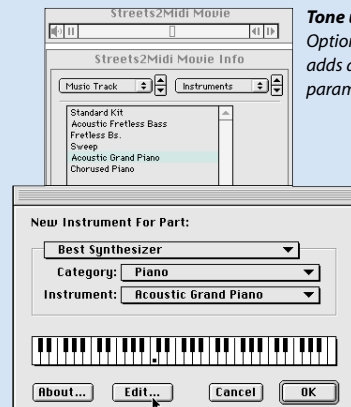 Streets2Midi Movie
Streets2Midi Movie Info
Music Track
Instruments
Standard Kit
Acoustic Fretless Bass
Fretless Bs.
Sweep
Acoustic Grand Piano
Chorused Piano
New Instrument For Part:
Best Synthesizer
Category: Piano
Instrument: Acoustic Grand Piano
About... Edit... Cancel OK
Tone
Option
adds
param